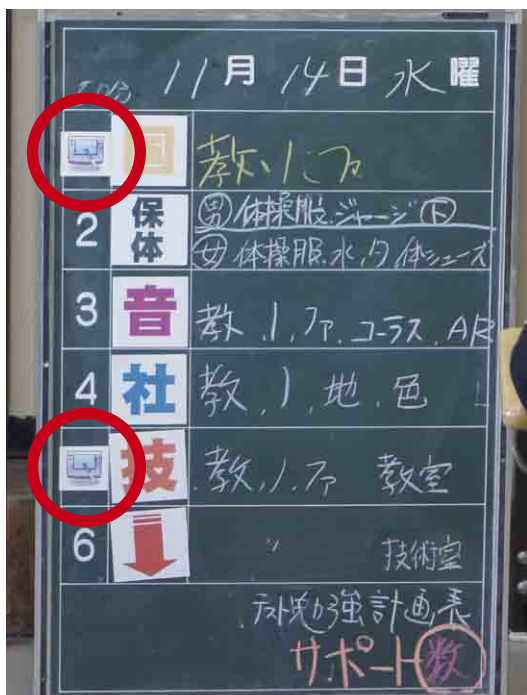 11月14日水曜
教、ノ、ファ
2 保体 男 体操服、ジャージ下
女 体操服、水、タ、体シューズ
3 音 教、ノ、ファ、コーラス、AR
4 社 教、ノ、地、色
技 教、ノ、ファ 教室
6 〃 技術室
テスト勉強計画表
サポート 数